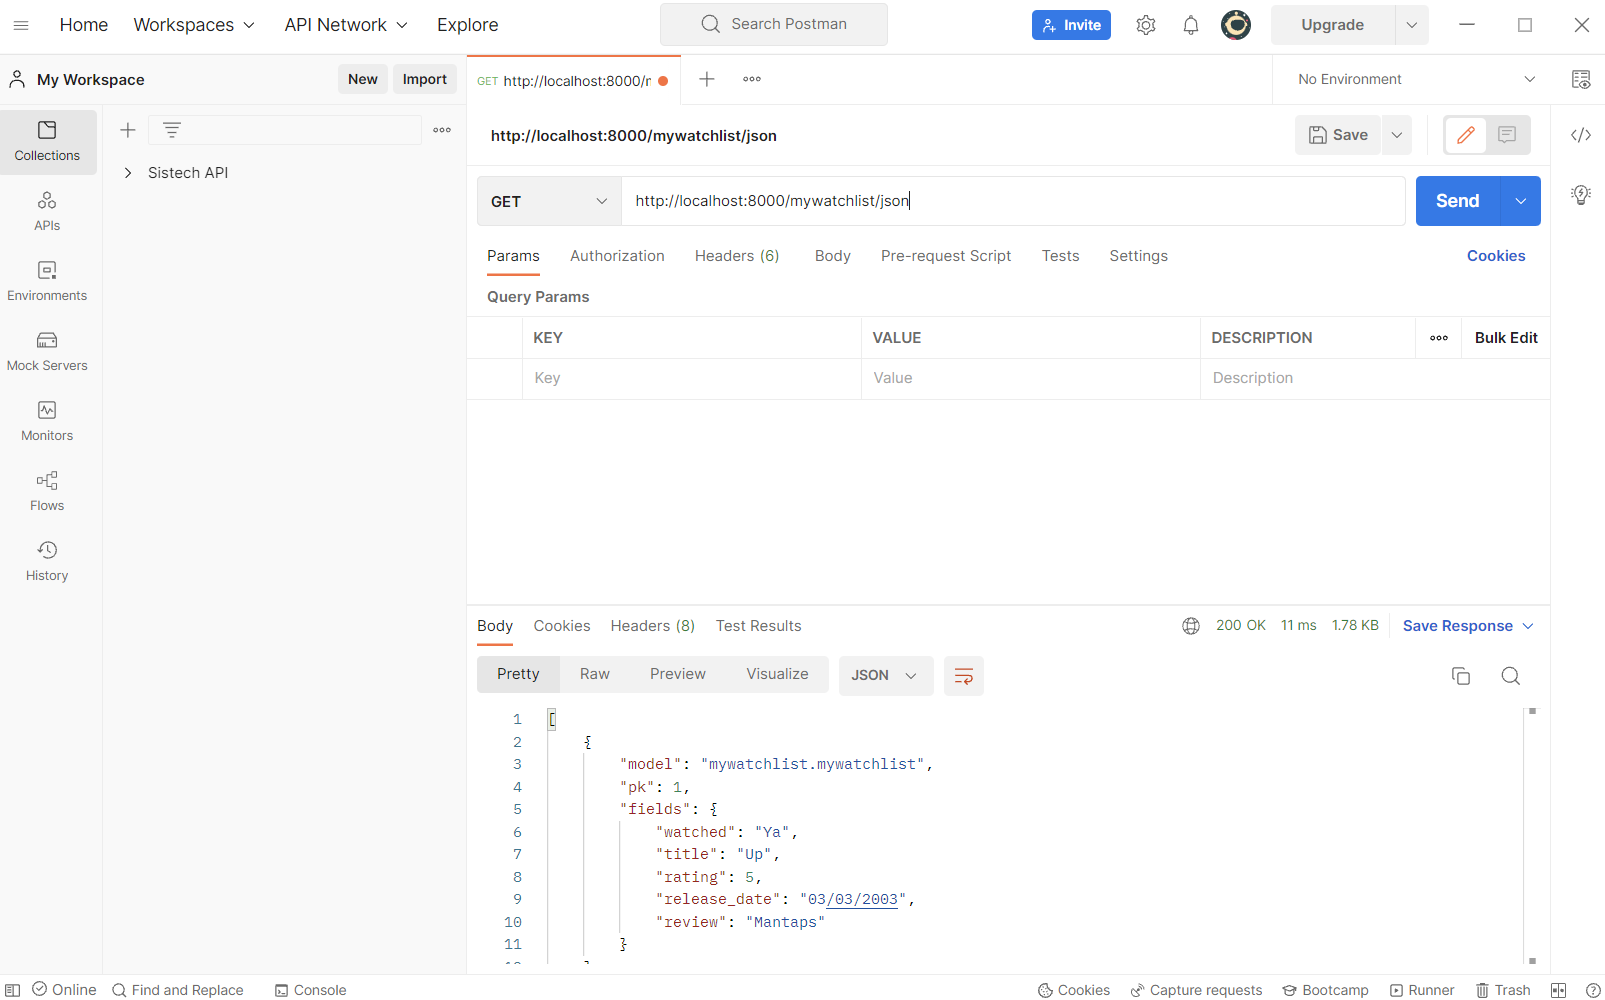 Home Workspaces API Network Explore Search Postman Invite Upgrade
My Workspace New Import GET http://localhost:8000/ No Environment
Collections
APIs
Environments
Mock Servers
Monitors
Flows
History
Sistech API
http://localhost:8000/mywatchlist/json Save
GET http://localhost:8000/mywatchlist/json Send
Params Authorization Headers (6) Body Pre-request Script Tests Settings Cookies
Query Params
KEY VALUE DESCRIPTION Bulk Edit
Key Value Description
Body Cookies Headers (8) Test Results 200 OK 11 ms 1.78 KB Save Response
Pretty Raw Preview Visualize JSON
1 [
2 {
3 "model": "mywatchlist.mywatchlist",
4 "pk": 1,
5 "fields": {
6 "watched": "Ya",
7 "title": "Up",
8 "rating": 5,
9 "release_date": "03/03/2003",
10 "review": "Mantaps"
11 }
Online Find and Replace Console Cookies Capture requests Bootcamp Runner Trash